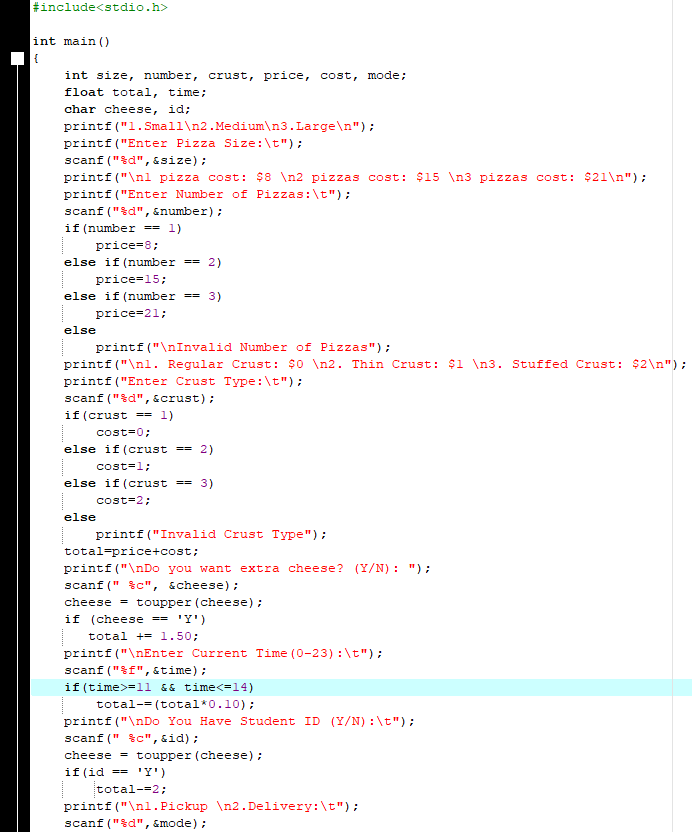 #include<stdio.h>
int main()
{
int size, number, crust, price, cost, mode;
float total, time;
char cheese, id;
printf("1.Small\n2.Medium\n3.Large\n");
printf("Enter Pizza Size:\t");
scanf("%d",&size);
printf("\n1 pizza cost: $8 \n2 pizzas cost: $15 \n3 pizzas cost: $21\n");
printf("Enter Number of Pizzas:\t");
scanf("%d",&number);
if(number == 1)
price=8;
else if(number == 2)
price=15;
else if(number == 3)
price=21;
else
printf("\nInvalid Number of Pizzas");
printf("\n1. Regular Crust: $0 \n2. Thin Crust: $1 \n3. Stuffed Crust: $2\n");
printf("Enter Crust Type:\t");
scanf("%d",&crust);
if(crust == 1)
cost=0;
else if(crust == 2)
cost=1;
else if(crust == 3)
cost=2;
else
printf("Invalid Crust Type");
total=price+cost;
printf("\nDo you want extra cheese? (Y/N): ");
scanf(" %c", &cheese);
cheese = toupper(cheese);
if (cheese == 'Y')
total += 1.50;
printf("\nEnter Current Time(0-23):\t");
scanf("%f",&time);
if(time>=11 && time<=14)
total-=(total*0.10);
printf("\nDo You Have Student ID (Y/N):\t");
scanf(" %c",&id);
cheese = toupper(cheese);
if(id == 'Y')
total-=2;
printf("\n1.Pickup \n2.Delivery:\t");
scanf("%d",&mode);